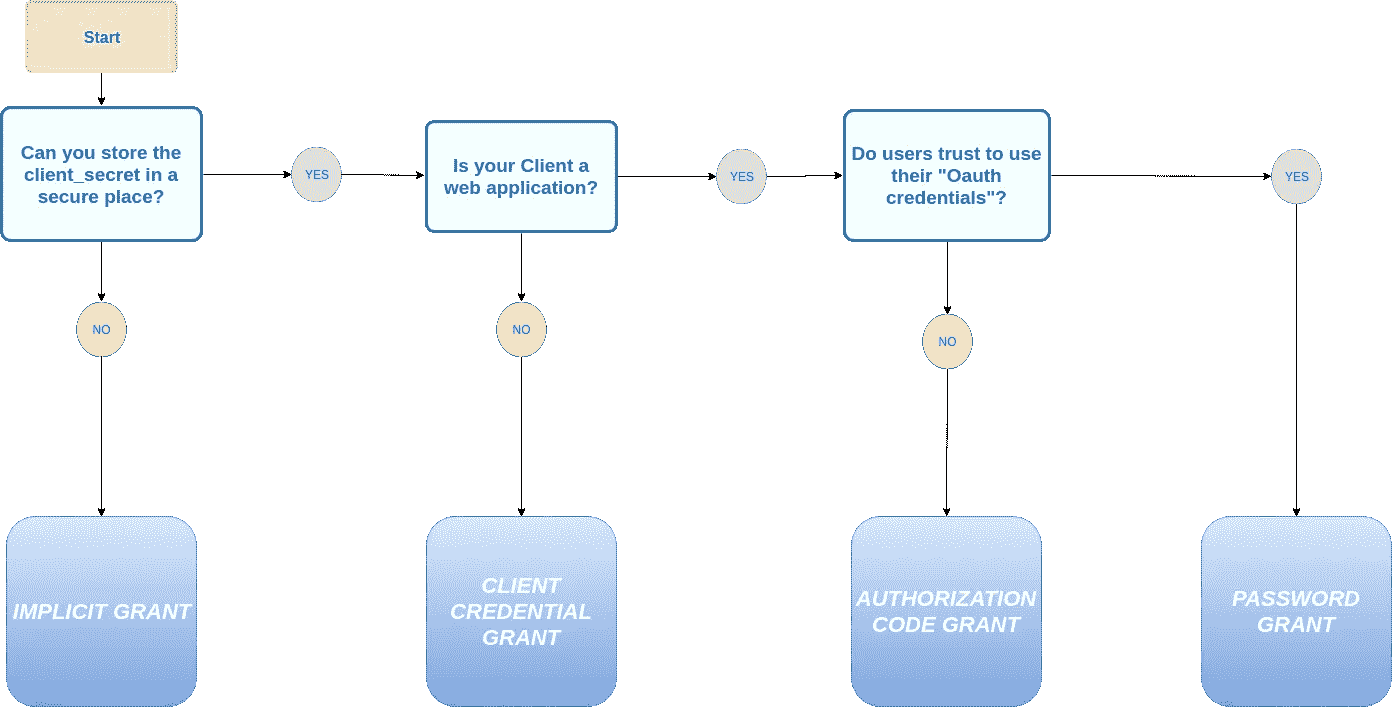 Start
Can you store the
client_secret in a
secure place?
YES
Is your Client a
web application?
YES
Do users trust to use
their "Oauth
credentials"?
YES
NO
NO
NO
IMPLICIT GRANT
CLIENT
CREDENTIAL
GRANT
AUTHORIZATION
CODE GRANT
PASSWORD
GRANT